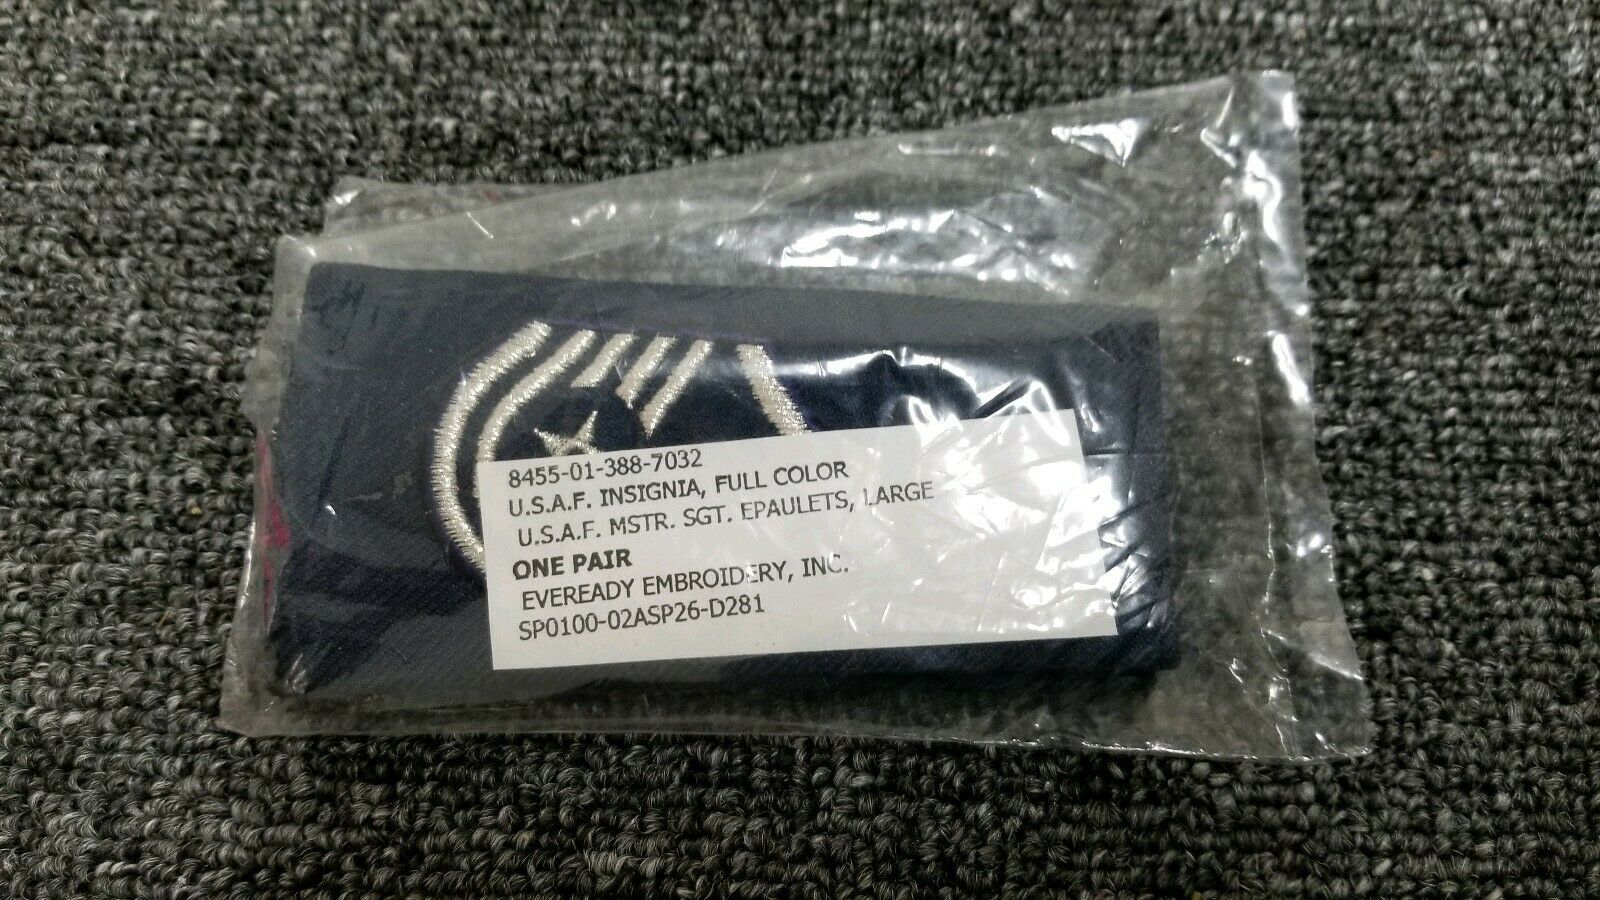 8455-01-388-7032
U.S.A.F. INSIGNIA, FULL COLOR
U.S.A.F. MSTR. SGT. EPAULETS, LARGE
ONE PAIR
EVEREADY EMBROIDERY, INC.
SP0100-02ASP26-D281